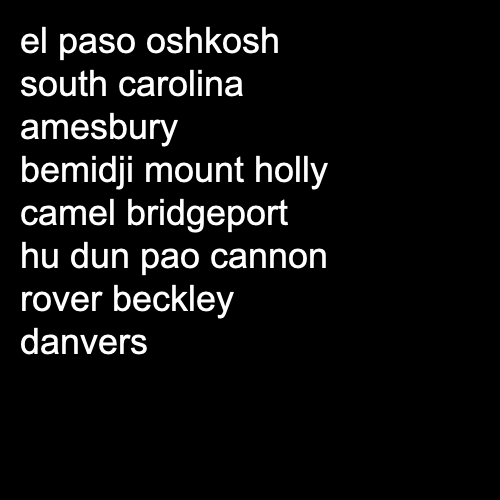 el paso oshkosh
south carolina
amesbury
bemidji mount holly
camel bridgeport
hu dun pao cannon
rover beckley
danvers